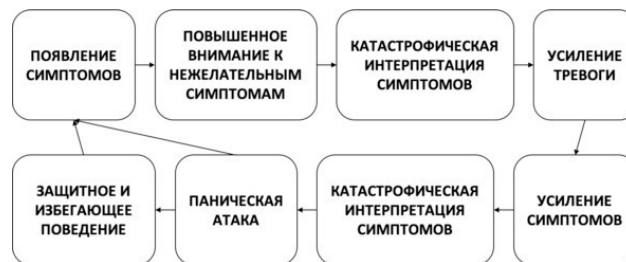 ПОЯВЛЕНИЕ
СИМПТОМОВ
ПОВЫШЕННОЕ
ВНИМАНИЕ К
НЕЖЕЛАТЕЛЬНЫМ
СИМПТОМАМ
КАТАСТРОФИЧЕСКАЯ
ИНТЕРПРЕТАЦИЯ
СИМПТОМОВ
УСИЛЕНИЕ
ТРЕВОГИ
ЗАЩИТНОЕ И
ИЗБЕГАЮЩЕЕ
ПОВЕДЕНИЕ
ПАНИЧЕСКАЯ
АТАКА
КАТАСТРОФИЧЕСКАЯ
ИНТЕРПРЕТАЦИЯ
СИМПТОМОВ
УСИЛЕНИЕ
СИМПТОМОВ